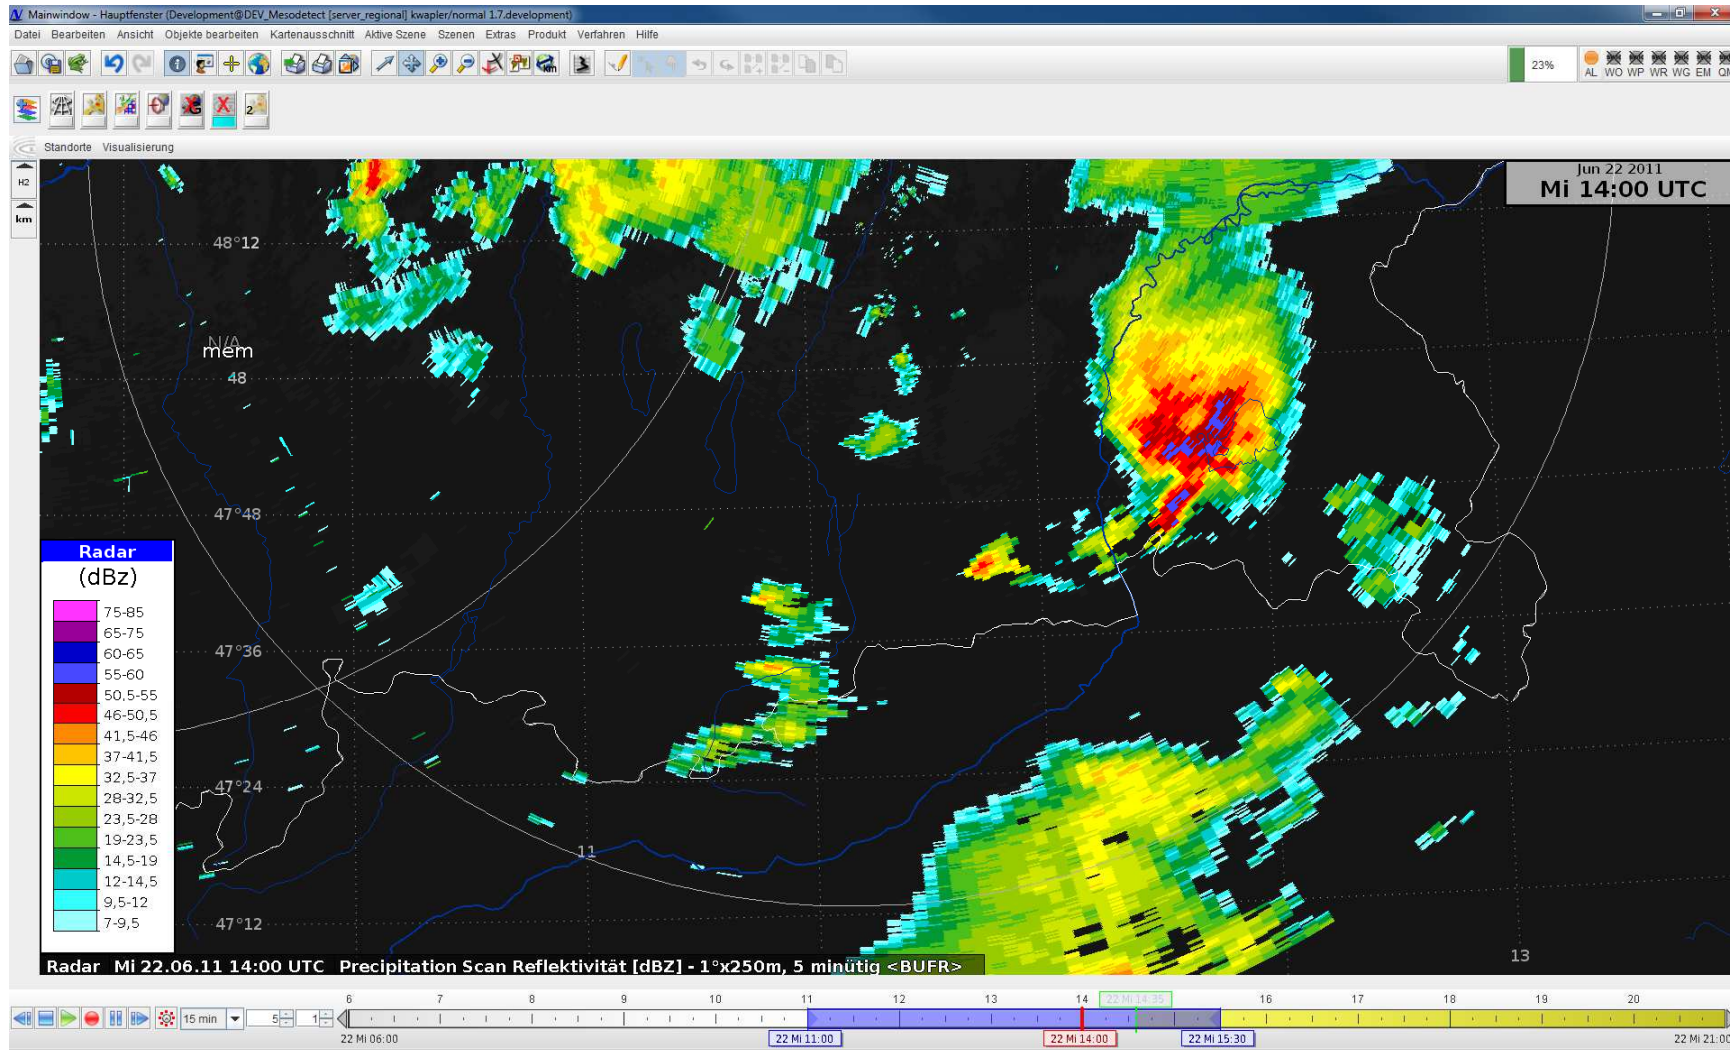 Mainwindow - Hauptfenster (Development@DEV_Mesodetect [server_regional] kwapler/normal 1.7.development)
Datei Bearbeiten Ansicht Objekte bearbeiten Kartenausschnitt Aktive Szene Szenen Extras Produkt Verfahren Hilfe
km
23%
AL WO WP WR WG EM QM
2
Standorte Visualisierung
H2
km
Jun 22 2011
Mi 14:00 UTC
48°12
N/A
mem
48
47°48
47°36
47°24
11
47°12
13
Radar
(dBz)
75-85
65-75
60-65
55-60
50,5-55
46-50,5
41,5-46
37-41,5
32,5-37
28-32,5
23,5-28
19-23,5
14,5-19
12-14,5
9,5-12
7-9,5
Radar Mi 22.06.11 14:00 UTC Precipitation Scan Reflektivität [dBZ] - 1°x250m, 5 minütig <BUFR>
6 7 8 9 10 11 12 13 14 22 Mi 14:35 16 17 18 19 20
15 min 5 1
22 Mi 06:00 22 Mi 11:00 22 Mi 14:00 22 Mi 15:30 22 Mi 21:00